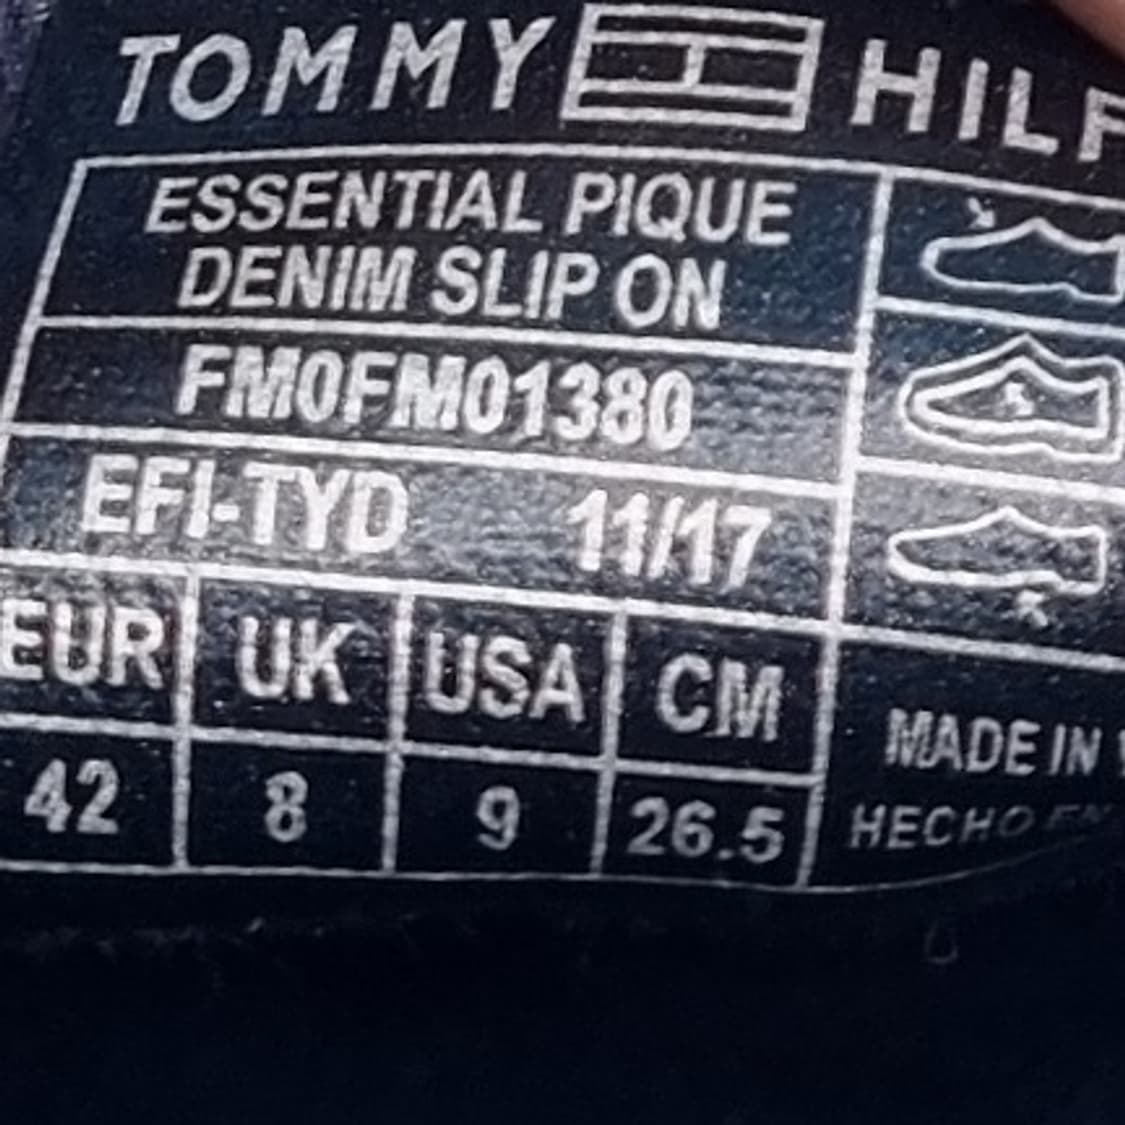 TOMMY HILF
ESSENTIAL PIQUE
DENIM SLIP ON
FM0FM01380
EFI-TYD 11/17
EUR UK USA CM
42 8 9 26.5
MADE IN
HECHO EN